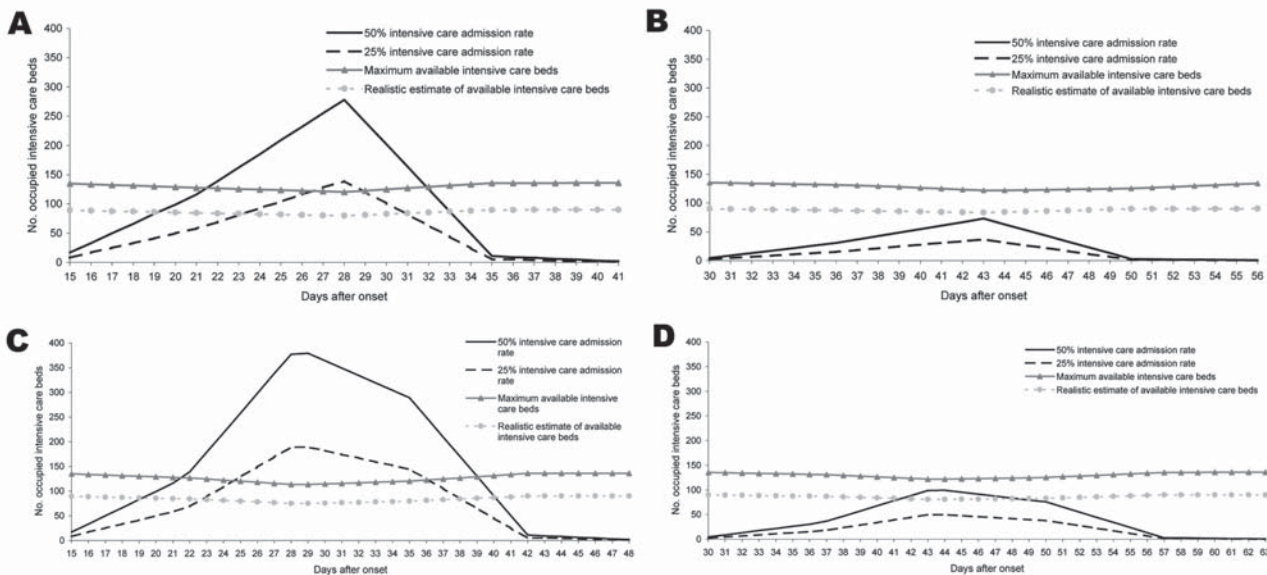 A
400
350
300
250
200
150
100
50
0
No. occupied intensive care beds
50% intensive care admission rate
25% intensive care admission rate
Maximum available intensive care beds
Realistic estimate of available intensive care beds
15 16 17 18 19 20 21 22 23 24 25 26 27 28 29 30 31 32 33 34 35 36 37 38 39 40 41
Days after onset
B
400
350
300
250
200
150
100
50
0
No. occupied intensive care beds
50% intensive care admission rate
25% intensive care admission rate
Maximum available intensive care beds
Realistic estimate of available intensive care beds
30 31 32 33 34 35 36 37 38 39 40 41 42 43 44 45 46 47 48 49 50 51 52 53 54 55 56
Days after onset
C
400
350
300
250
200
150
100
50
0
No. occupied intensive care beds
50% intensive care admission
rate
25% intensive care admission
rate
Maximum available intensive care
beds
Realistic estimate of available
intensive care beds
15 16 17 18 19 20 21 22 23 24 25 26 27 28 29 30 31 32 33 34 35 36 37 38 39 40 41 42 43 44 45 46 47 48
Days after onset
D
400
350
300
250
200
150
100
50
0
No. occupied intensive care beds
50% intensive care admission rate
25% intensive care admission rate
Maximum available intensive care beds
Realistic estimate of available intensive care beds
30 31 32 33 34 35 36 37 38 39 40 41 42 43 44 45 46 47 48 49 50 51 52 53 54 55 56 57 58 59 60 61 62 63
Days after onset